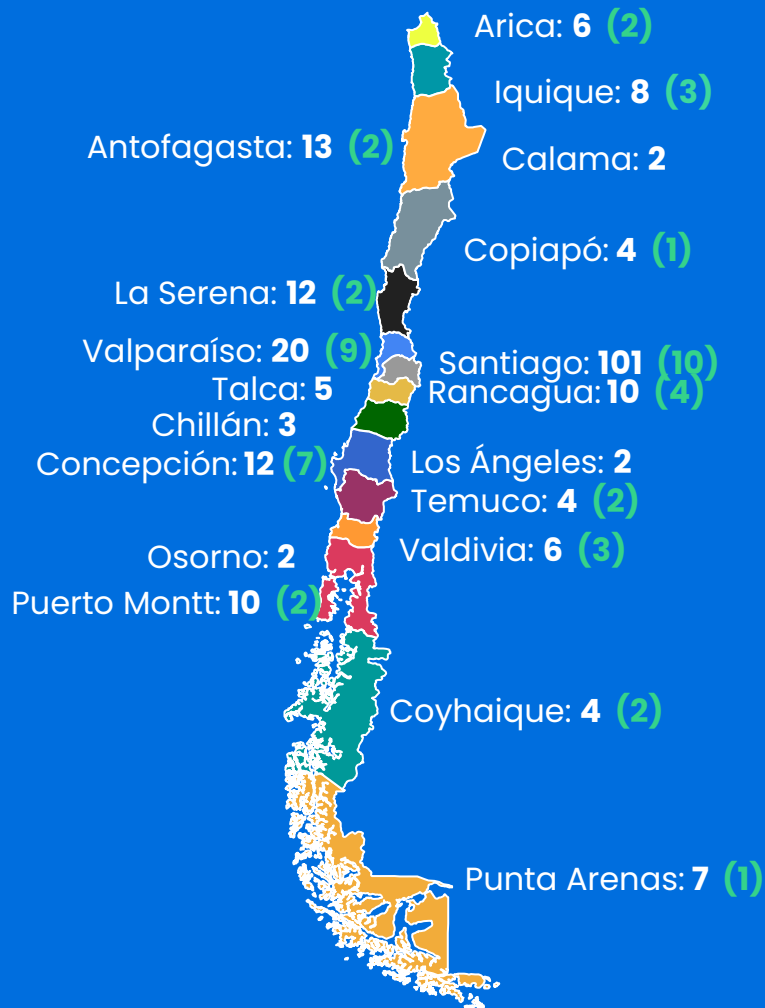 Arica: 6 (2)
Iquique: 8 (3)
Antofagasta: 13 (2)
Calama: 2
Copiapó: 4 (1)
La Serena: 12 (2)
Valparaíso: 20 (9)
Santiago: 101 (10)
Talca: 5
Rancagua: 10 (4)
Chillán: 3
Concepción: 12 (7)
Los Ángeles: 2
Temuco: 4 (2)
Osorno: 2
Valdivia: 6 (3)
Puerto Montt: 10 (2)
Coyhaique: 4 (2)
Punta Arenas: 7 (1)